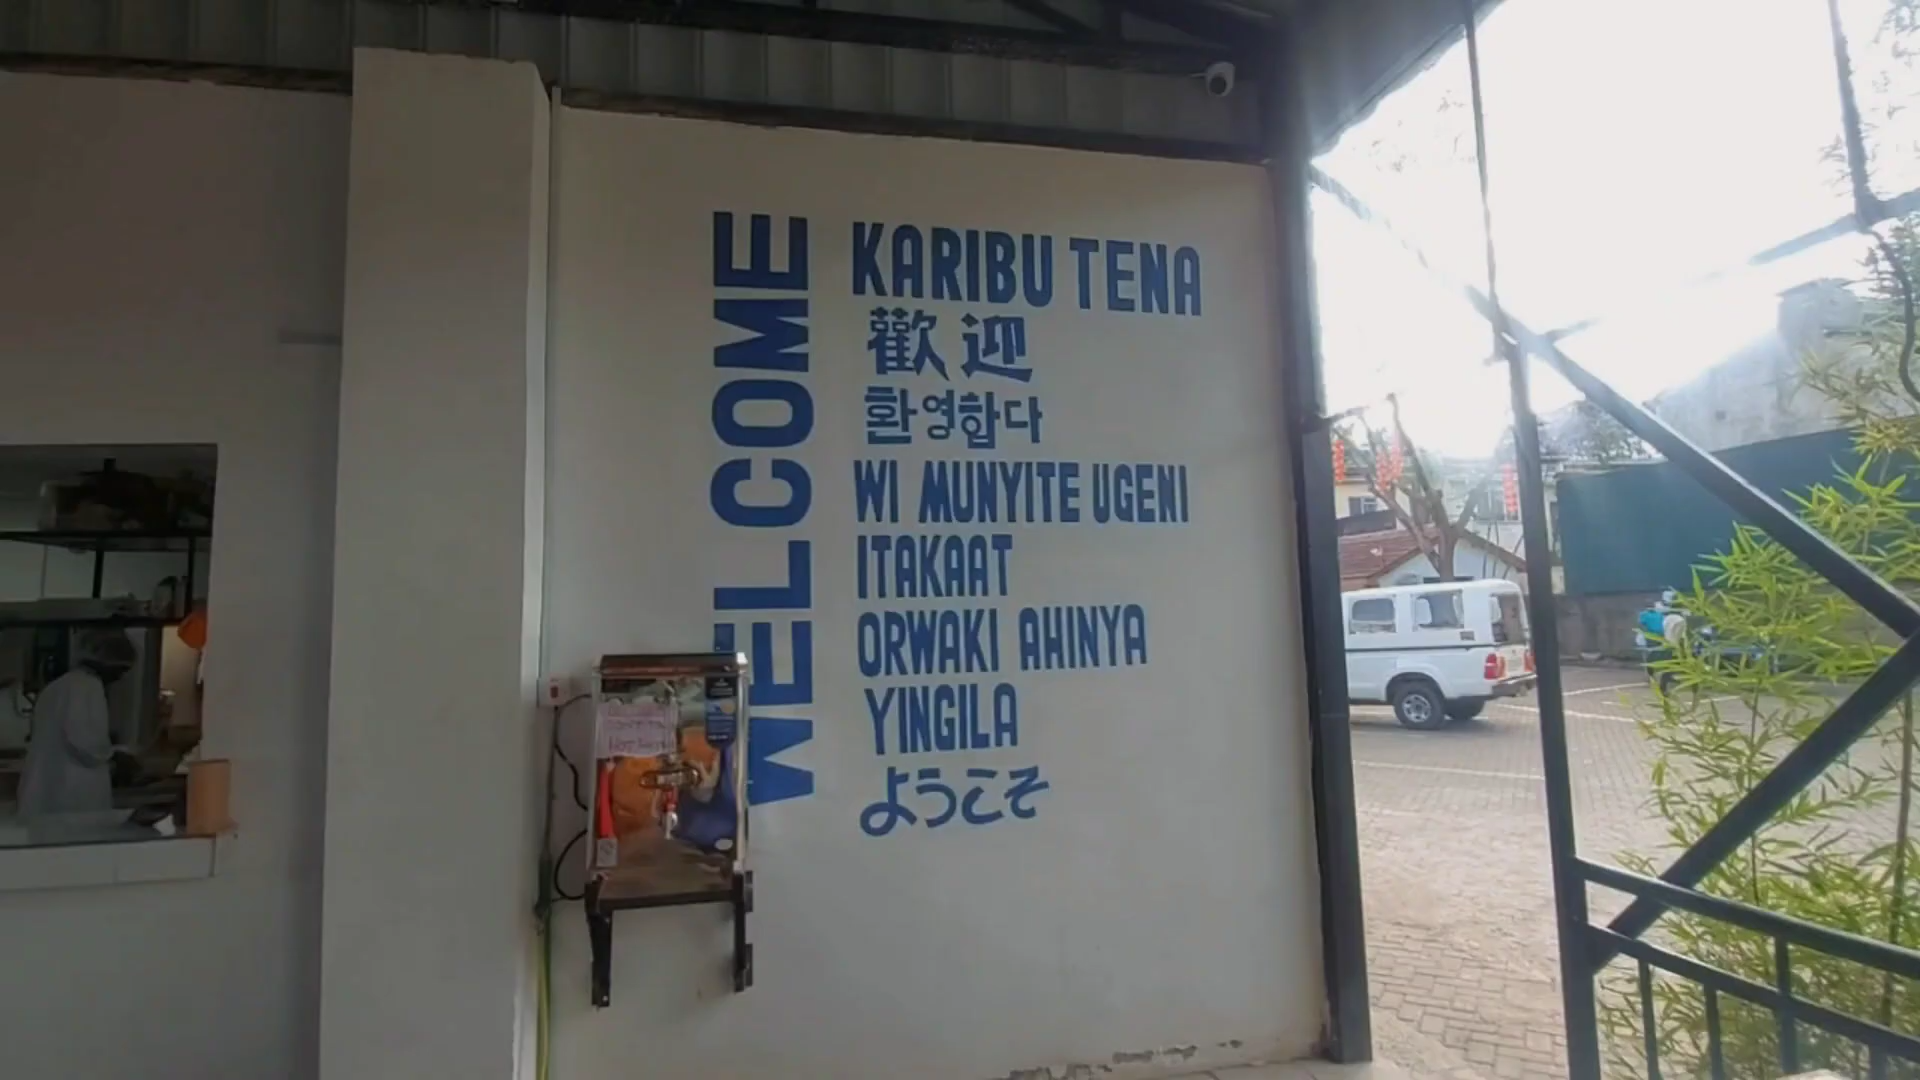 WELCOME
KARIBU TENA
歡迎
환영합다
WI MUNYITE UGENI
ITAKAAT
ORWAKI AHINYA
YINGILA
ようこそ